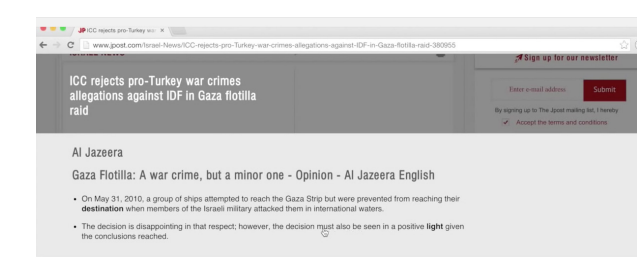 JP ICC rejects pro-Turkey wa
www.jpost.com/Israel-News/ICC-rejects-pro-Turkey-war-crimes-allegations-against-IDF-in-Gaza-flotilla-raid-380955
ICC rejects pro-Turkey war crimes
allegations against IDF in Gaza flotilla
raid
Sign up for our newsletter
Enter e-mail address
Submit
By signing up to The Jpost mailing list, I hereby
Accept the terms and conditions
Al Jazeera
Gaza Flotilla: A war crime, but a minor one - Opinion - Al Jazeera English
• On May 31, 2010, a group of ships attempted to reach the Gaza Strip but were prevented from reaching their
destination when members of the Israeli military attacked them in international waters.
• The decision is disappointing in that respect; however, the decision must also be seen in a positive light given
the conclusions reached.